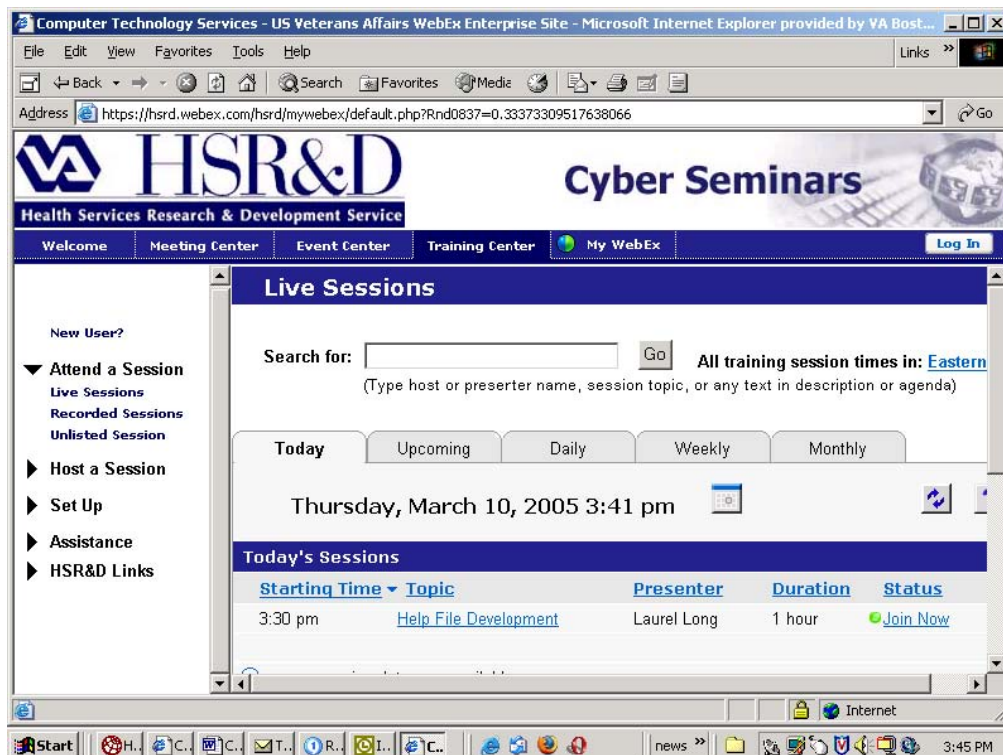 Computer Technology Services - US Veterans Affairs WebEx Enterprise Site - Microsoft Internet Explorer provided by VA Bost...
File Edit View Favorites Tools Help Links »
Back Search Favorites Media
Address https://hsrd.webex.com/hsrd/mywebex/default.php?Rnd0837=0.33373309517638066 Go
VA HSR&D
Health Services Research & Development Service
Cyber Seminars
Welcome Meeting Center Event Center Training Center My WebEx Log In
New User?
Attend a Session
Live Sessions
Recorded Sessions
Unlisted Session
Host a Session
Set Up
Assistance
HSR&D Links
Live Sessions
Search for: Go All training session times in: Eastern
(Type host or preserter name, session topic, or any text in description or agenda)
Today Upcoming Daily Weekly Monthly
Thursday, March 10, 2005 3:41 pm
Today's Sessions
Starting Time Topic Presenter Duration Status
3:30 pm Help File Development Laurel Long 1 hour Join Now
Internet
Start H.. C.. C.. T.. R.. I.. C.. news » 3:45 PM